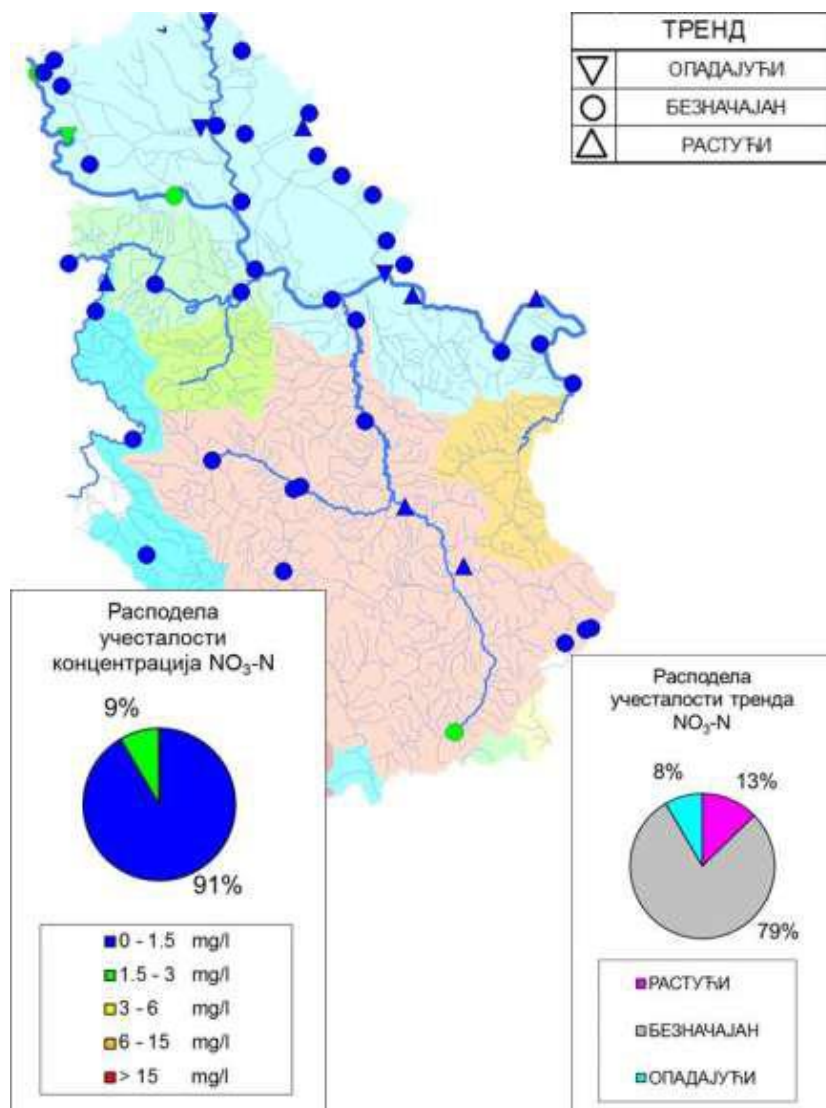 ТРЕНД
ОПАДАЈУЋИ
БЕЗНАЧАЈАН
РАСТУЋИ
Расподела
учесталости
концентрација NO₃-N
9%
91%
0 - 1.5 mg/l
1.5 - 3 mg/l
3 - 6 mg/l
6 - 15 mg/l
> 15 mg/l
Расподела
учесталости тренда
NO₃-N
8%
13%
79%
РАСТУЋИ
БЕЗНАЧАЈАН
ОПАДАЈУЋИ